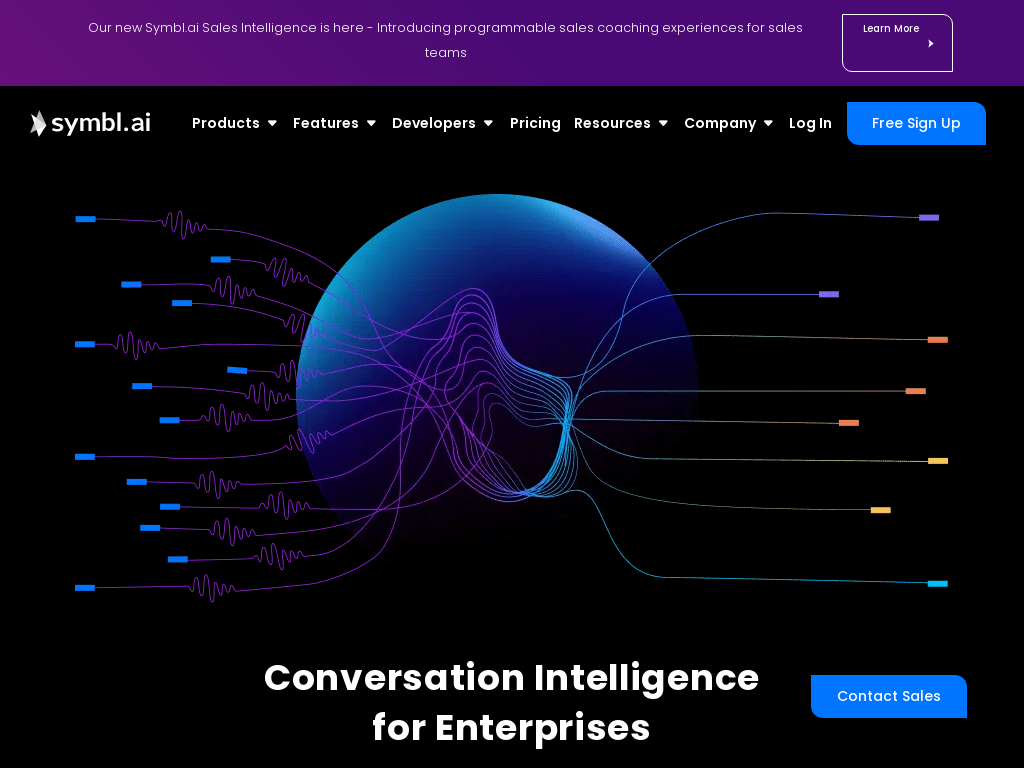 Our new Symbl.ai Sales Intelligence is here - Introducing programmable sales coaching experiences for sales
teams
Learn More
symbl.ai
Products
Features
Developers
Pricing
Resources
Company
Log In
Free Sign Up
Conversation Intelligence
for Enterprises
Contact Sales